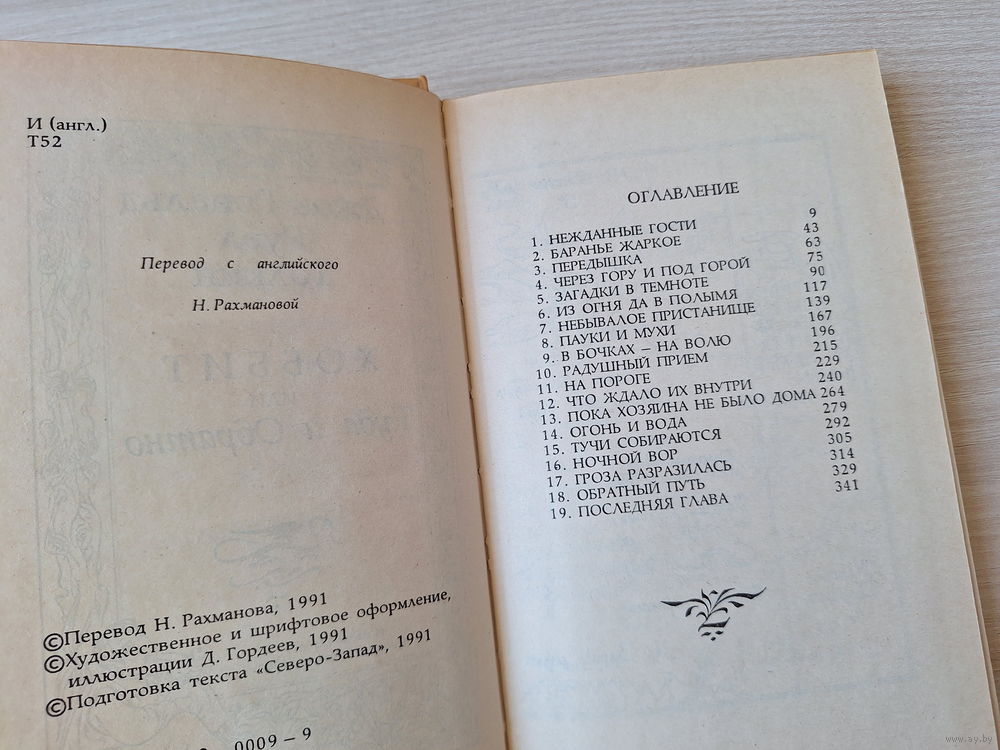 И (англ.)
Т52
Перевод с английского
Н. Рахмановой
©Перевод Н. Рахманова, 1991
©Художественное и шрифтовое оформление,
иллюстрации Д. Гордеев, 1991
©Подготовка текста «Северо-Запад», 1991
0009 – 9
ОГЛАВЛЕНИЕ
1. НЕЖДАННЫЕ ГОСТИ 9
2. БАРАНЬЕ ЖАРКОЕ 43
3. ПЕРЕДЫШКА 63
4. ЧЕРЕЗ ГОРУ И ПОД ГОРОЙ 75
5. ЗАГАДКИ В ТЕМНОТЕ 90
6. ИЗ ОГНЯ ДА В ПОЛЫМЯ 117
7. НЕБЫВАЛОЕ ПРИСТАНИЩЕ 139
8. ПАУКИ И МУХИ 167
9. В БОЧКАХ – НА ВОЛЮ 196
10. РАДУШНЫЙ ПРИЕМ 215
11. НА ПОРОГЕ 229
12. ЧТО ЖДАЛО ИХ ВНУТРИ 240
13. ПОКА ХОЗЯИНА НЕ БЫЛО ДОМА 264
14. ОГОНЬ И ВОДА 279
15. ТУЧИ СОБИРАЮТСЯ 292
16. НОЧНОЙ ВОР 305
17. ГРОЗА РАЗРАЗИЛАСЬ 314
18. ОБРАТНЫЙ ПУТЬ 329
19. ПОСЛЕДНЯЯ ГЛАВА 341
www.ay.by